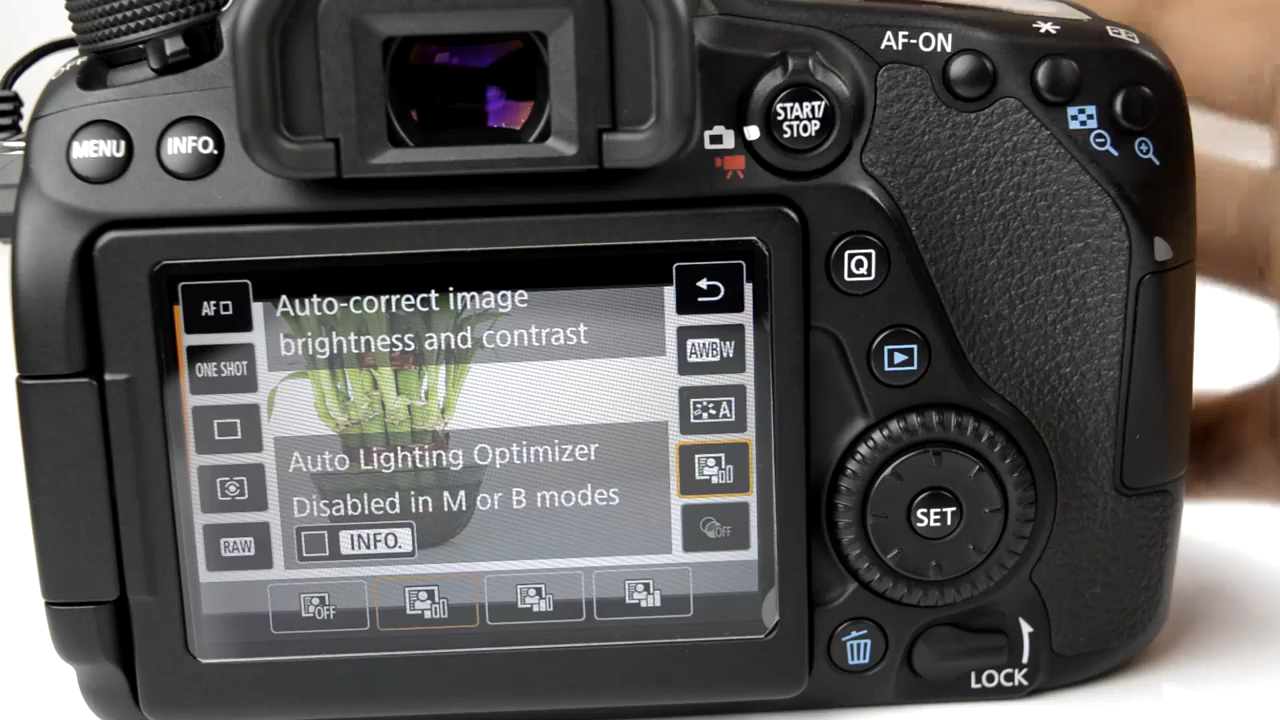 OFF
MENU
INFO.
START/
STOP
AF-ON
Q
AF
ONE SHOT
RAW
Auto-correct image
brightness and contrast
Auto Lighting Optimizer
Disabled in M or B modes
INFO.
AWB W
A
OFF
OFF
SET
LOCK